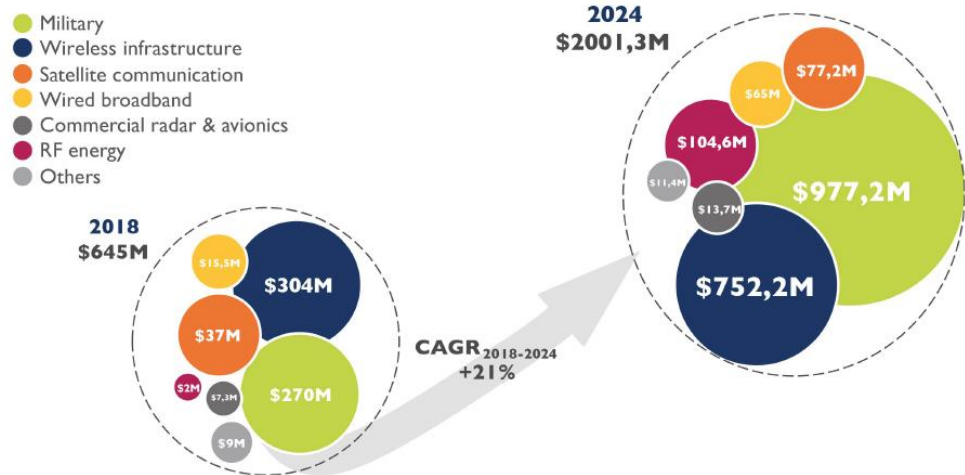 Military
Wireless infrastructure
Satellite communication
Wired broadband
Commercial radar & avionics
RF energy
Others
2018
$645M
$15,5M
$304M
$37M
$2M
$7,3M
$270M
$9M
CAGR 2018-2024
+21%
2024
$2001,3M
$77,2M
$65M
$104,6M
$11,4M
$13,7M
$977,2M
$752,2M